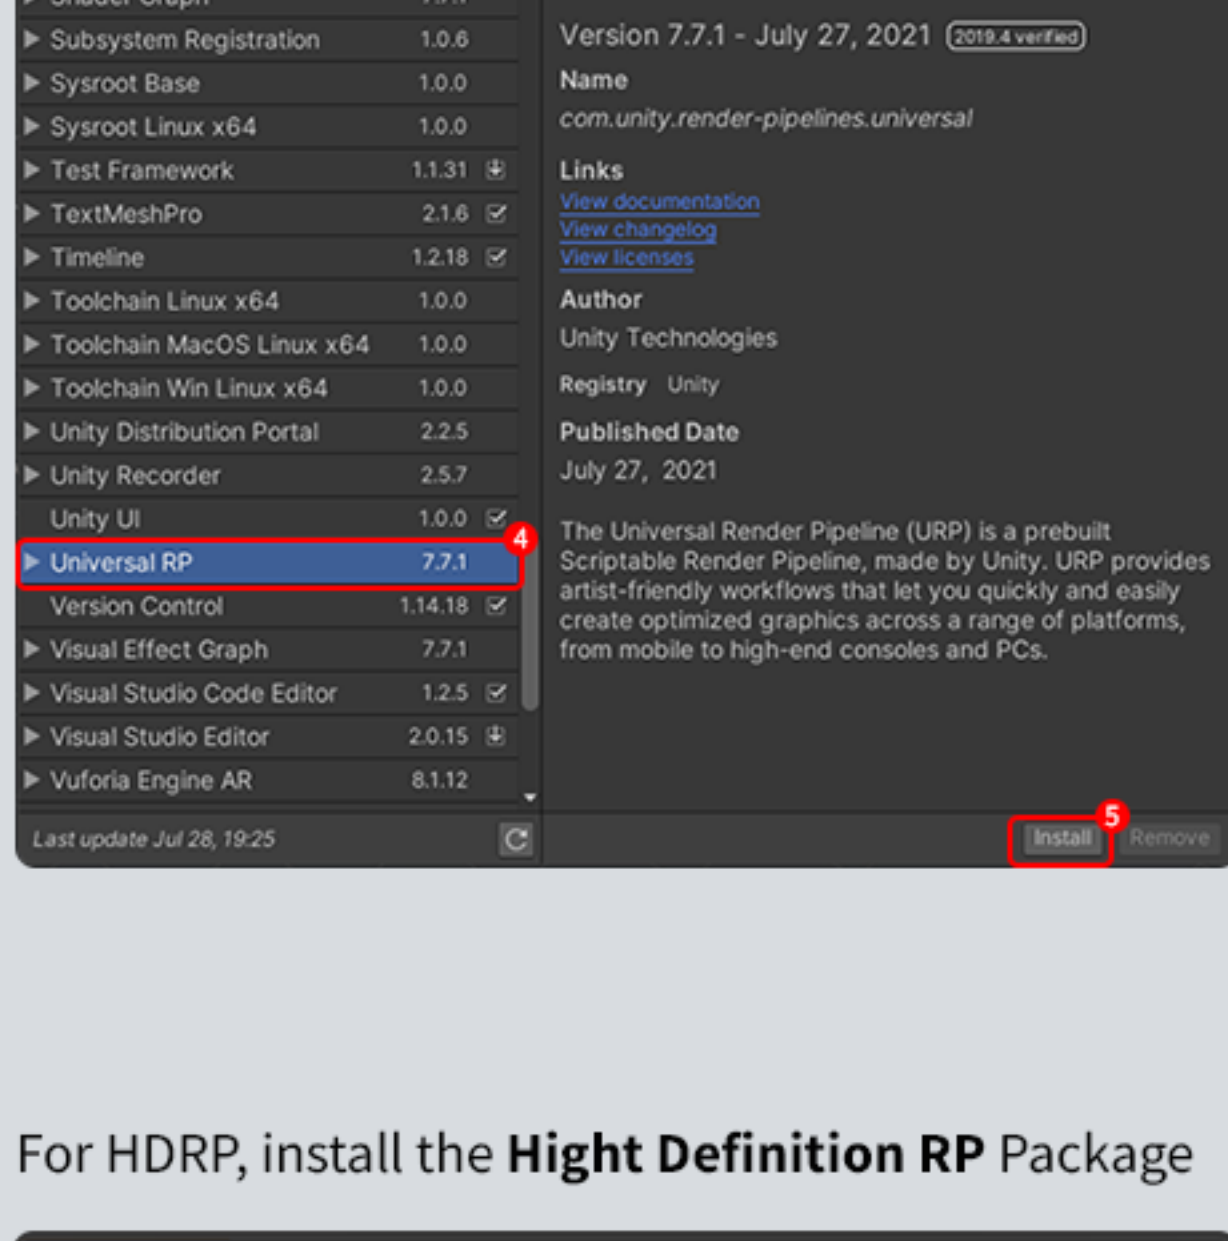 Shader Graph 7.7.1
Subsystem Registration 1.0.6
Sysroot Base 1.0.0
Sysroot Linux x64 1.0.0
Test Framework 1.1.31
TextMeshPro 2.1.6
Timeline 1.2.18
Toolchain Linux x64 1.0.0
Toolchain MacOS Linux x64 1.0.0
Toolchain Win Linux x64 1.0.0
Unity Distribution Portal 2.2.5
Unity Recorder 2.5.7
Unity UI 1.0.0
4
Universal RP 7.7.1
Version Control 1.14.18
Visual Effect Graph 7.7.1
Visual Studio Code Editor 1.2.5
Visual Studio Editor 2.0.15
Vuforia Engine AR 8.1.12
Last update Jul 28, 19:25
Version 7.7.1 - July 27, 2021 2019.4 verified
Name
com.unity.render-pipelines.universal
Links
View documentation
View changelog
View licenses
Author
Unity Technologies
Registry Unity
Published Date
July 27, 2021
The Universal Render Pipeline (URP) is a prebuilt
Scriptable Render Pipeline, made by Unity. URP provides
artist-friendly workflows that let you quickly and easily
create optimized graphics across a range of platforms,
from mobile to high-end consoles and PCs.
5
Install Remove
For HDRP, install the Hight Definition RP Package